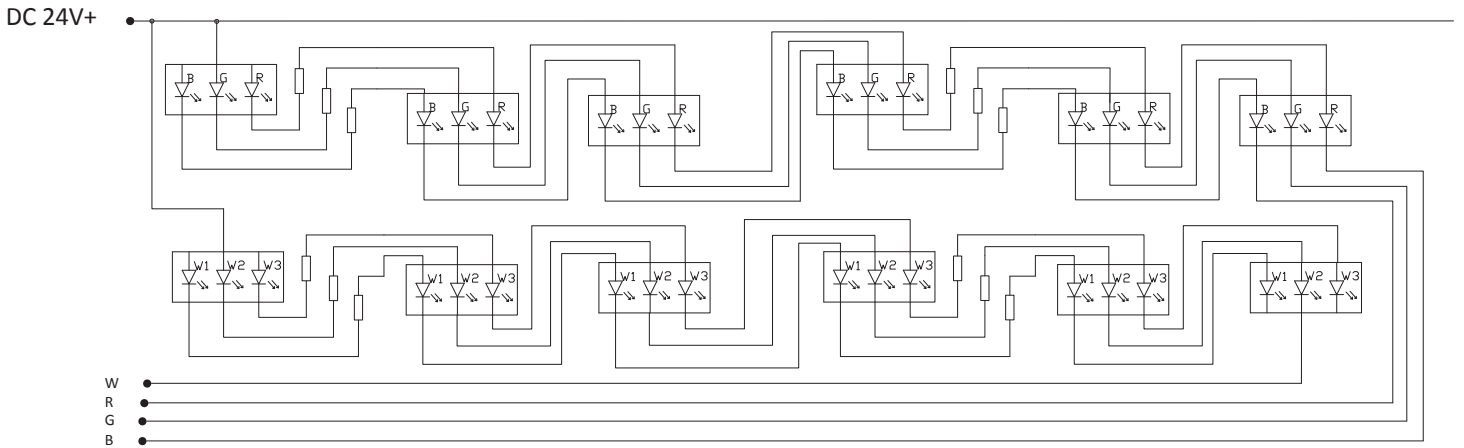 DC 24V+
B G R B G R
B G R B G R B G R B G R
W1 W2 W3 W1 W2 W3
W1 W2 W3 W1 W2 W3 W1 W2 W3 W1 W2 W3
W
R
G
B